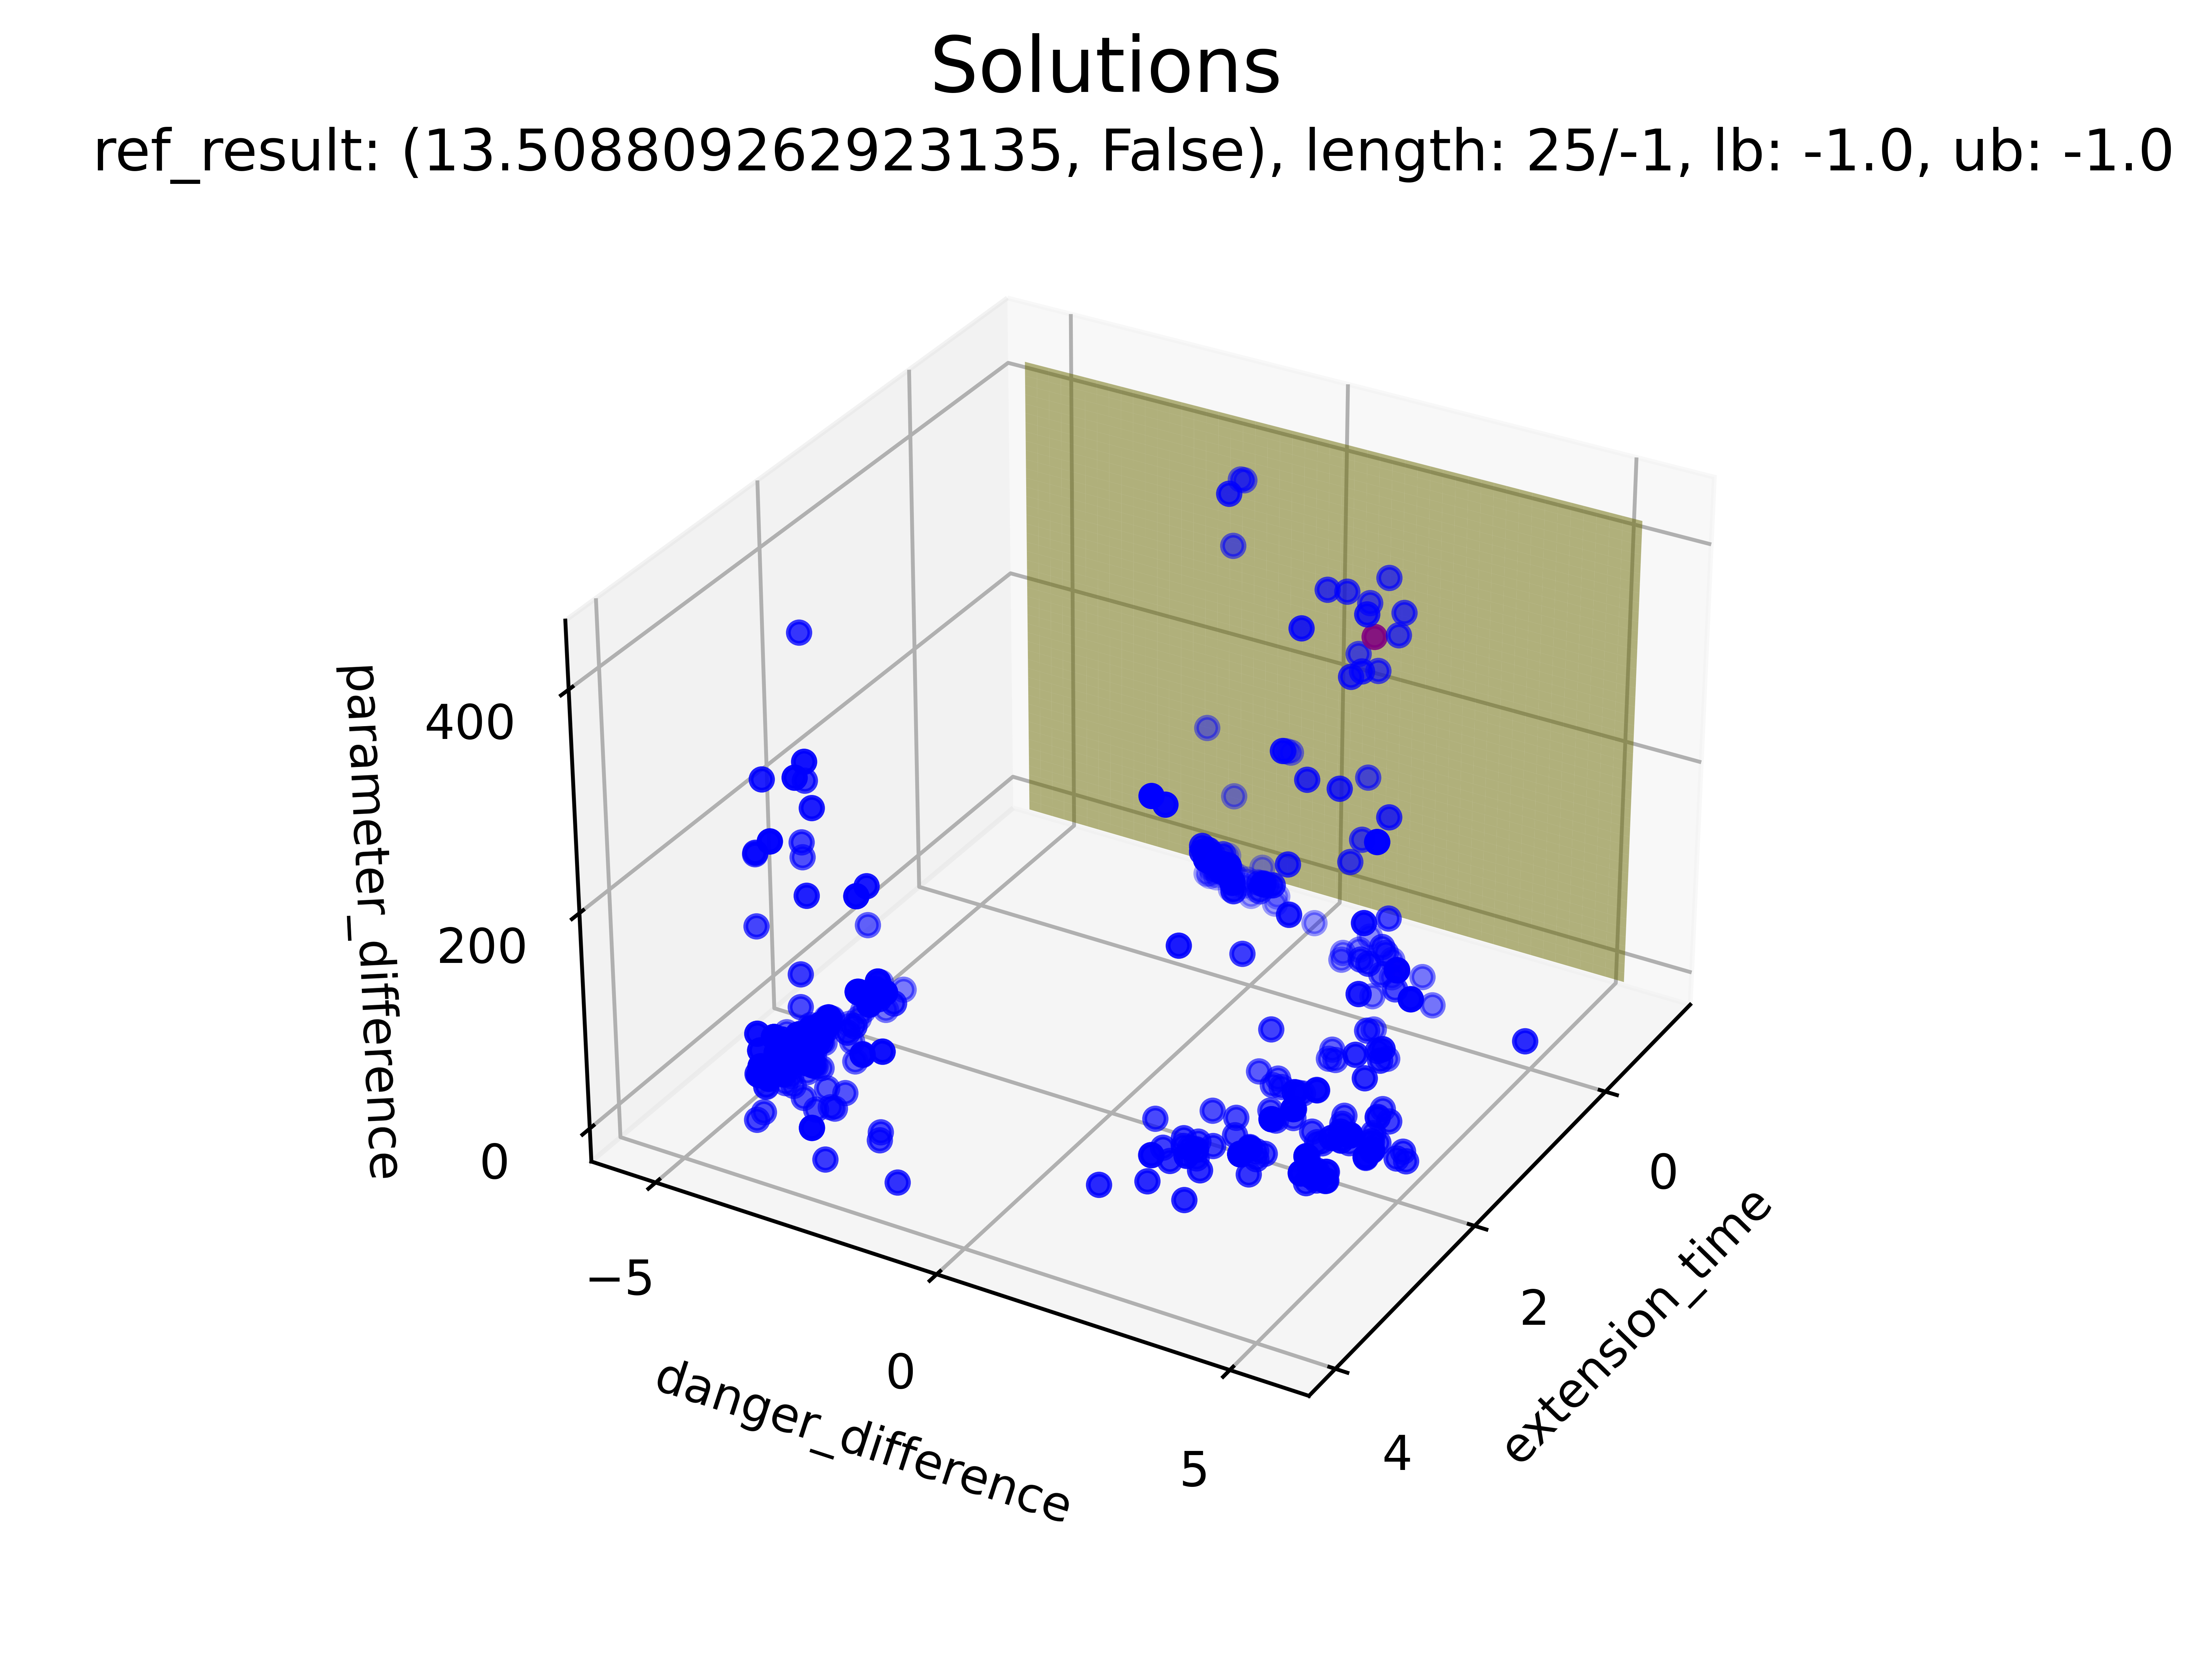 Solutions
ref_result: (13.508809262923135, False), length: 25/-1, lb: -1.0, ub: -1.0
parameter_difference
400
200
0
−5
0
5
danger_difference
0
2
4
extension_time